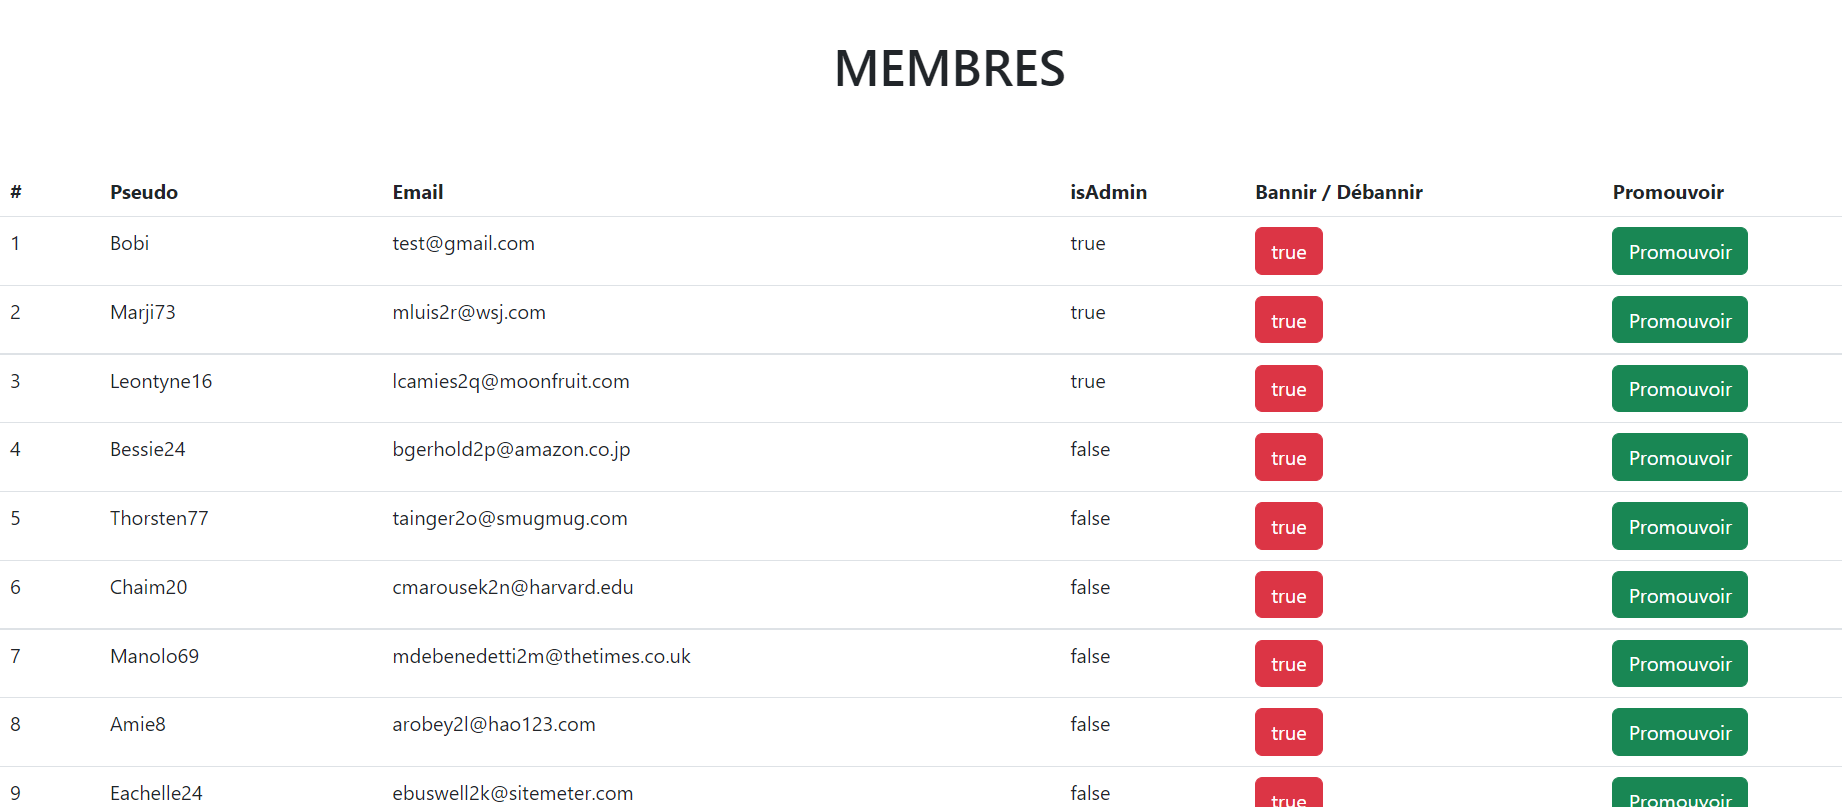 MEMBRES
# Pseudo Email isAdmin Bannir / Débannir Promouvoir
1 Bobi test@gmail.com true true Promouvoir
2 Marji73 mluis2r@wsj.com true true Promouvoir
3 Leontyne16 lcamies2q@moonfruit.com true true Promouvoir
4 Bessie24 bgerhold2p@amazon.co.jp false true Promouvoir
5 Thorsten77 tainger2o@smugmug.com false true Promouvoir
6 Chaim20 cmarousek2n@harvard.edu false true Promouvoir
7 Manolo69 mdebenedetti2m@thetimes.co.uk false true Promouvoir
8 Amie8 arobey2l@hao123.com false true Promouvoir
9 Eachelle24 ebuswell2k@sitemeter.com false true Promouvoir